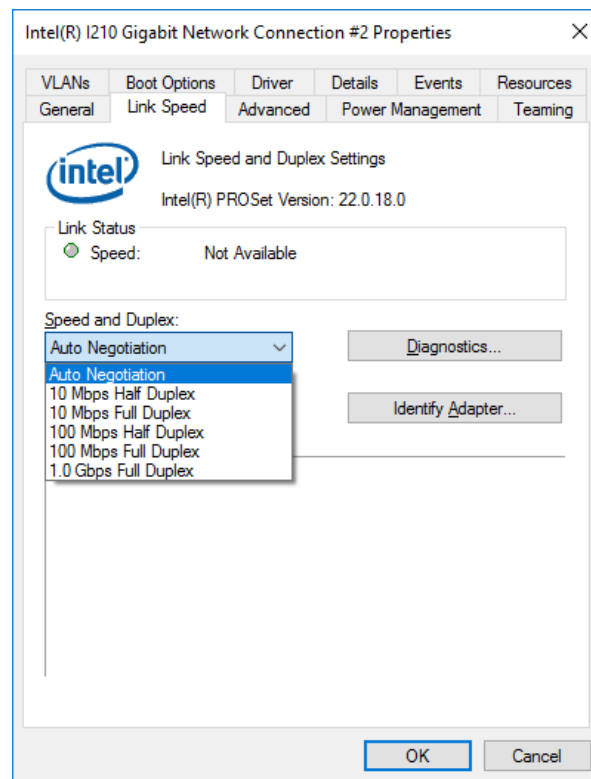 Intel(R) I210 Gigabit Network Connection #2 Properties
VLANs Boot Options Driver Details Events Resources
General Link Speed Advanced Power Management Teaming
intel Link Speed and Duplex Settings
Intel(R) PROSet Version: 22.0.18.0
Link Status
Speed: Not Available
Speed and Duplex:
Auto Negotiation Diagnostics...
Auto Negotiation
10 Mbps Half Duplex
10 Mbps Full Duplex Identify Adapter...
100 Mbps Half Duplex
100 Mbps Full Duplex
1.0 Gbps Full Duplex
OK Cancel